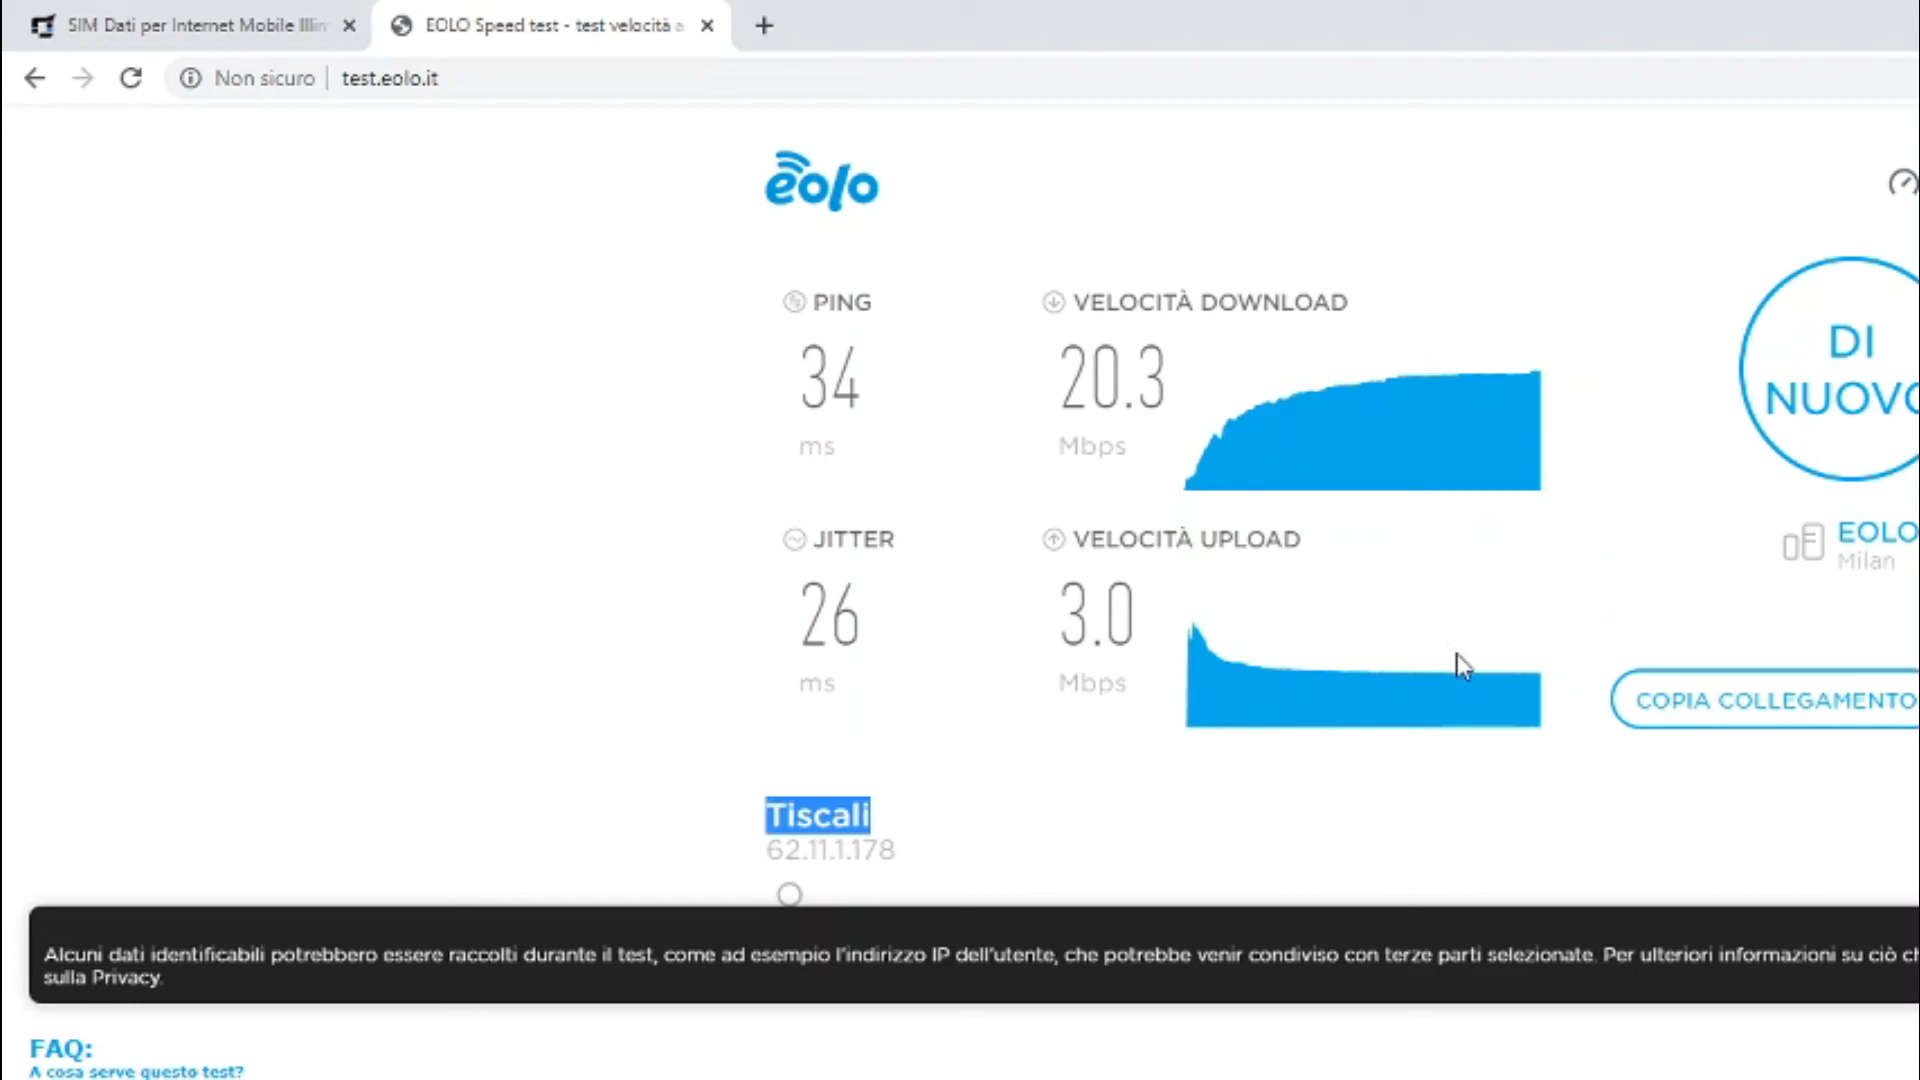 SIM Dati per Internet Mobile Illim
EOLO Speed test - test velocità a
Non sicuro
test.eolo.it
eolo
PING
34
ms
VELOCITÀ DOWNLOAD
20.3
Mbps
DI
NUOVO
JITTER
26
ms
VELOCITÀ UPLOAD
3.0
Mbps
EOLO
Milan
COPIA COLLEGAMENTO
Tiscali
62.11.1.178
Alcuni dati identificabili potrebbero essere raccolti durante il test, come ad esempio l'indirizzo IP dell'utente, che potrebbe venir condiviso con terze parti selezionate. Per ulteriori informazioni su ciò ch
sulla Privacy.
FAQ:
A cosa serve questo test?